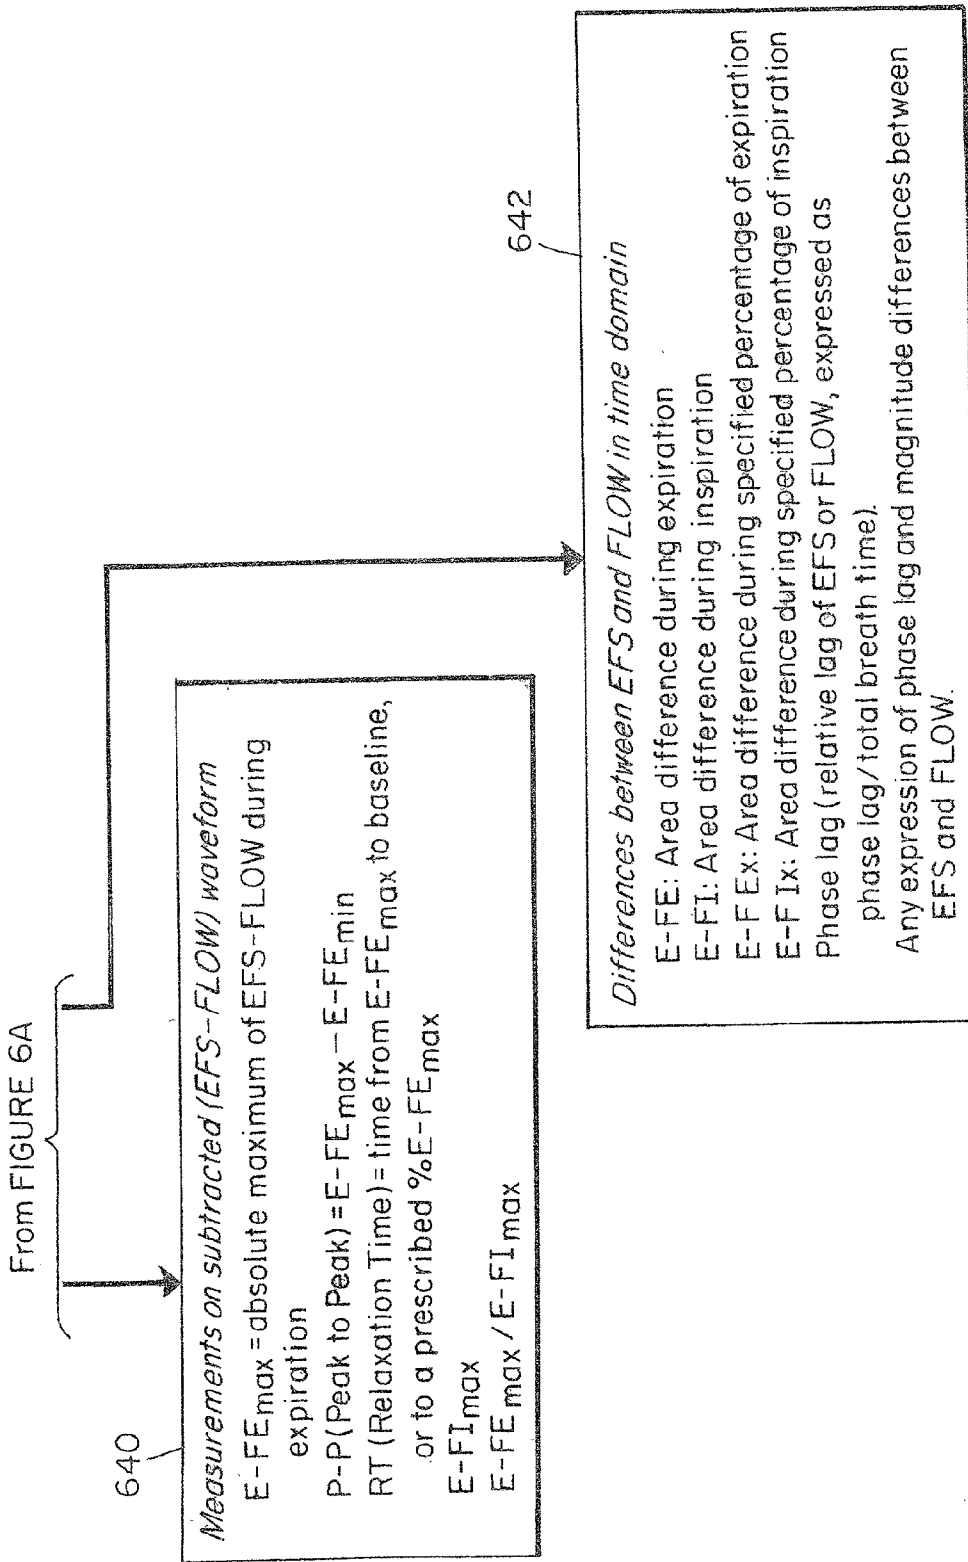 From FIGURE 6A
640
Measurements on subtracted (EFS-FLOW) waveform
E-FEmax = absolute maximum of EFS-FLOW during
expiration
P-P (Peak to Peak) = E-FEmax - E-FEmin
RT (Relaxation Time) = time from E-FEmax to baseline,
or to a prescribed %E-FEmax
E-FImax
E-FEmax / E-FImax
642
Differences between EFS and FLOW in time domain
E-FE: Area difference during expiration
E-FI: Area difference during inspiration
E-F Ex: Area difference during specified percentage of expiration
E-F Ix: Area difference during specified percentage of inspiration
Phase lag (relative lag of EFS or FLOW, expressed as
phase lag/total breath time).
Any expression of phase lag and magnitude differences between
EFS and FLOW.